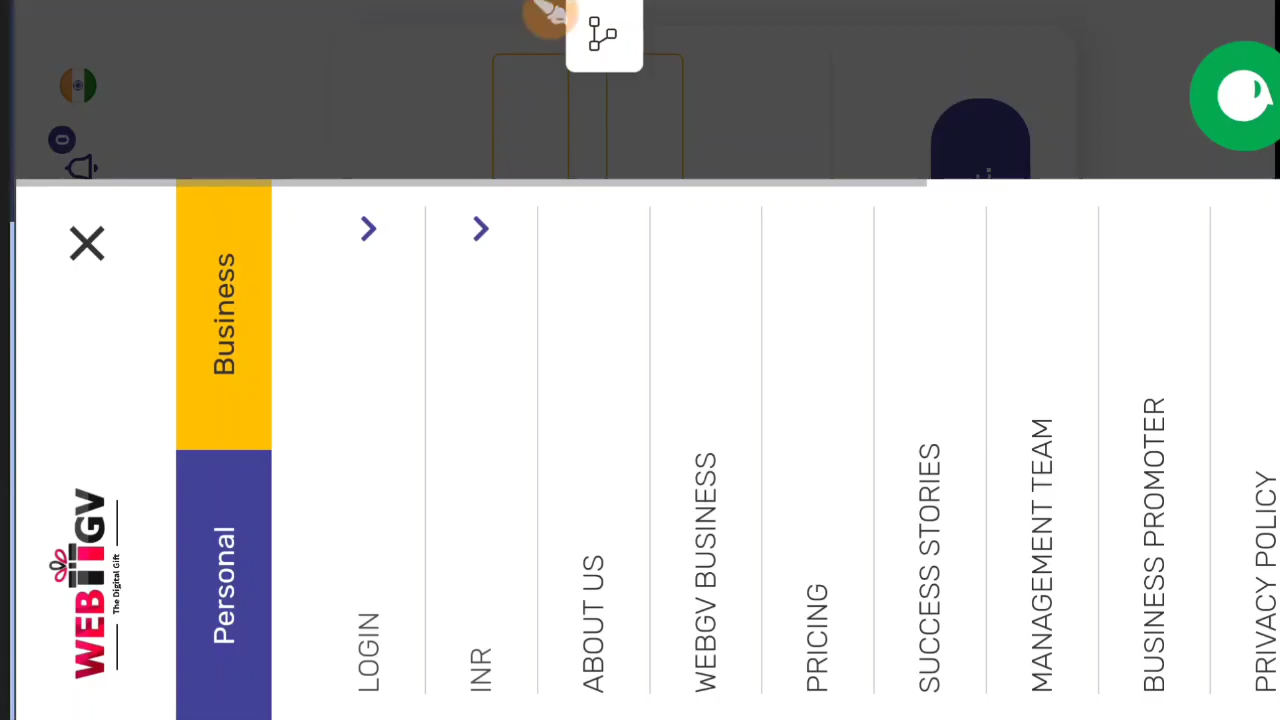 WEBGV
The Digital Gift
Personal
Business
LOGIN
INR
ABOUT US
WEBGV BUSINESS
PRICING
SUCCESS STORIES
MANAGEMENT TEAM
BUSINESS PROMOTER
PRIVACY POLICY
0